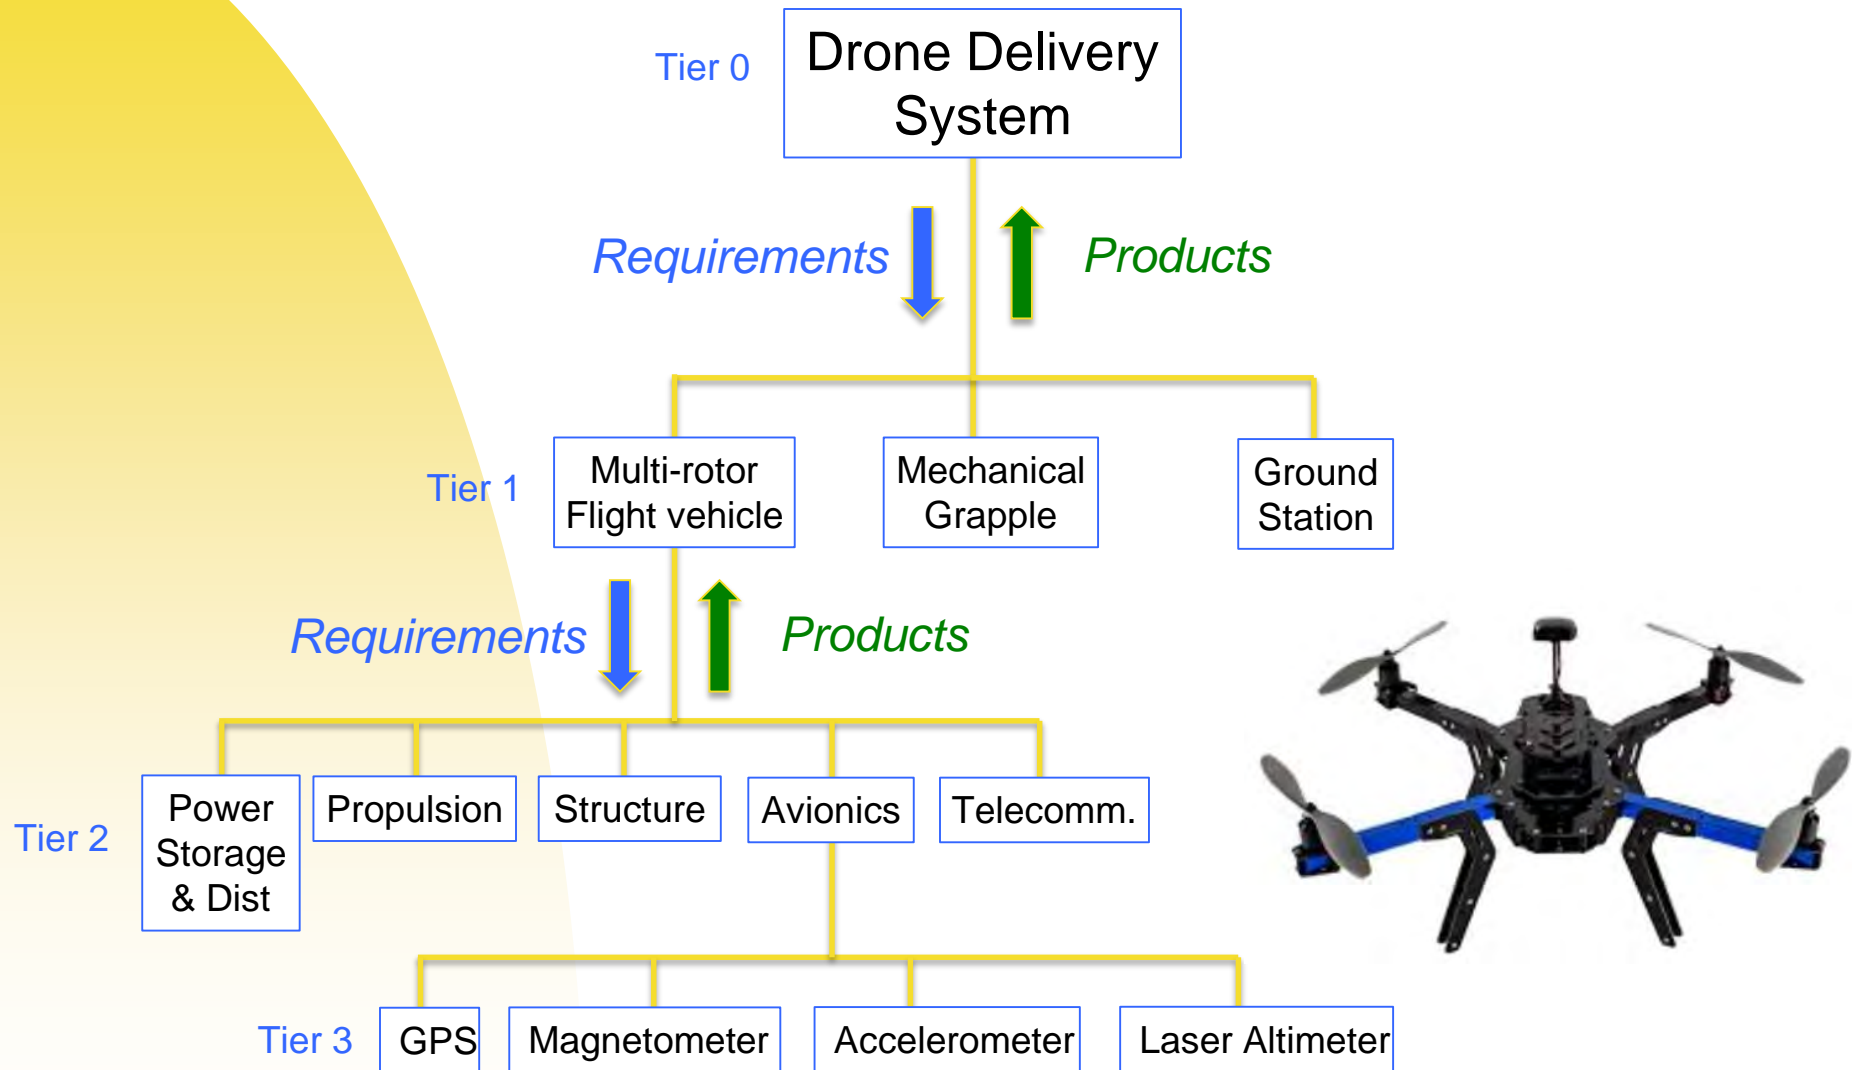 Tier 0
Drone Delivery
System
Requirements
Products
Tier 1
Multi-rotor
Flight vehicle
Mechanical
Grapple
Ground
Station
Requirements
Products
Tier 2
Power
Storage
& Dist
Propulsion
Structure
Avionics
Telecomm.
Tier 3
GPS
Magnetometer
Accelerometer
Laser Altimeter